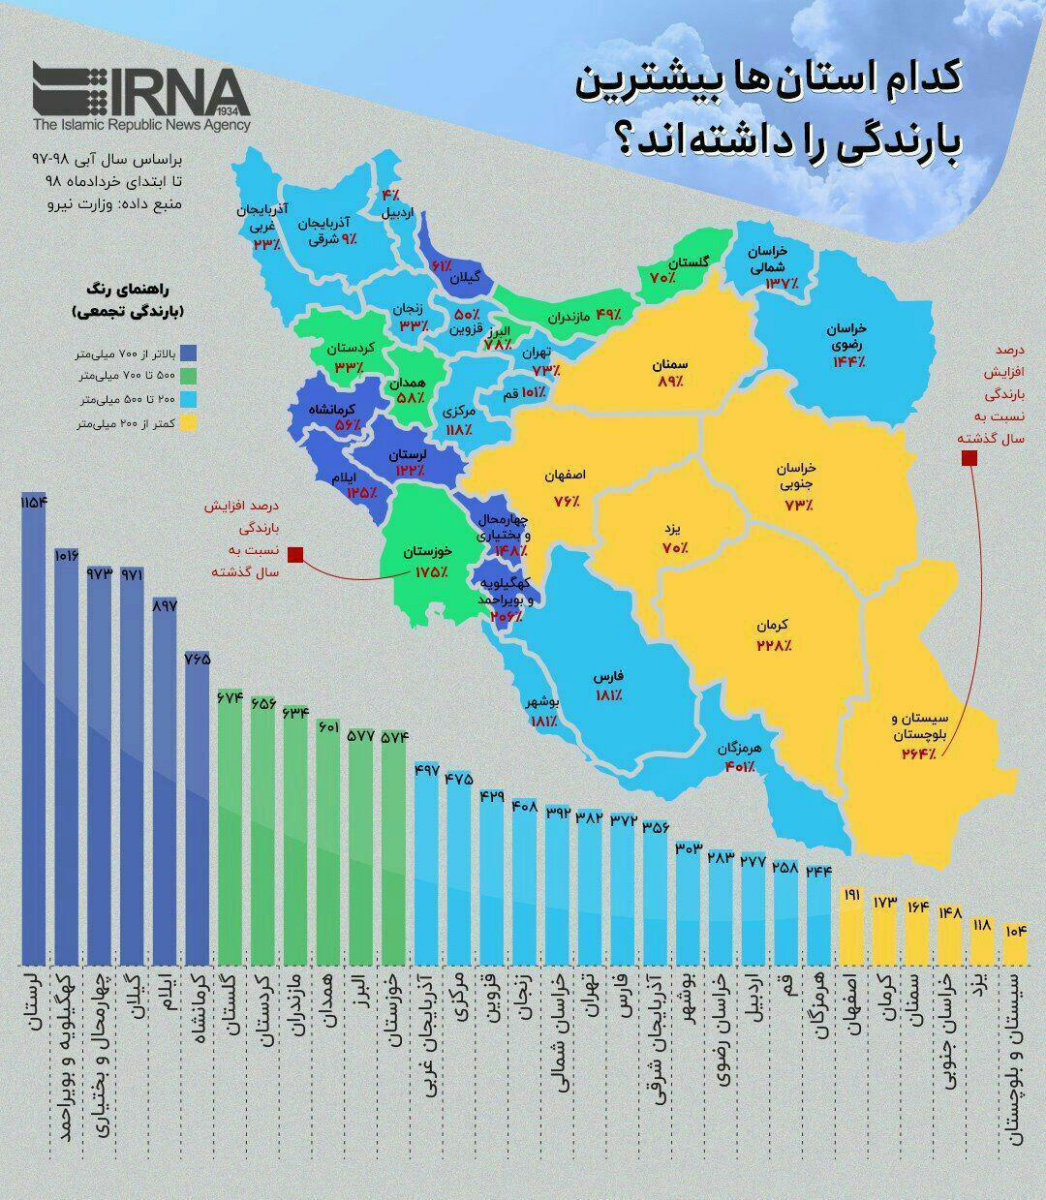 کدام استان‌ها بیشترین
بارندگی را داشته‌اند؟
IRNA
1934
The Islamic Republic News Agency
براساس سال آبی ۹۸-۹۷
تا ابتدای خردادماه ۹۸
منبع داده: وزارت نیرو
راهنمای رنگ
(بارندگی تجمعی)
بالاتر از ۷۰۰ میلی‌متر
۵۰۰ تا ۷۰۰ میلی‌متر
۲۰۰ تا ۵۰۰ میلی‌متر
کمتر از ۲۰۰ میلی‌متر
آذربایجان
غربی
۲۳٪
آذربایجان
شرقی ۹٪
۴٪
اردبیل
۶۱٪
گیلان
زنجان
۳۳٪
۵۰٪
قزوین
البرز
۷۸٪
مازندران ۴۹٪
گلستان
۷۰٪
خراسان
شمالی
۱۳۷٪
خراسان
رضوی
۱۴۴٪
تهران
۷۳٪
سمنان
۸۹٪
کردستان
۳۳٪
همدان
۵۸٪
مرکزی
۱۱۸٪
قم ۱۰۱٪
کرمانشاه
۵۶٪
لرستان
۱۲۲٪
ایلام
۱۲۵٪
اصفهان
۷۶٪
خراسان
جنوبی
۷۳٪
یزد
۷۰٪
چهارمحال
و بختیاری
۱۴۸٪
خوزستان
۱۷۵٪
کهگیلویه
و بویراحمد
۲۰۶٪
کرمان
۲۲۸٪
فارس
۱۸۱٪
بوشهر
۱۸۱٪
هرمزگان
۴۰۱٪
سیستان و
بلوچستان
۲۶۴٪
درصد
افزایش
بارندگی
نسبت به
سال گذشته
درصد افزایش
بارندگی
نسبت به
سال گذشته
۱۱۵۴
۱۰۱۶
۹۷۳
۹۷۱
۸۹۷
۷۶۵
۶۷۴
۶۵۶
۶۳۴
۶۰۱
۵۷۷
۵۷۴
۴۹۷
۴۷۵
۴۲۹
۴۰۸
۳۹۲
۳۸۲
۳۷۲
۳۵۶
۳۰۳
۲۸۳
۲۷۷
۲۵۸
۲۴۴
۱۹۱
۱۷۳
۱۶۴
۱۴۸
۱۱۸
۱۰۴
لرستان
کهگیلویه و بویراحمد
چهارمحال و بختیاری
گیلان
ایلام
کرمانشاه
گلستان
کردستان
مازندران
همدان
البرز
خوزستان
آذربایجان غربی
مرکزی
قزوین
زنجان
خراسان شمالی
تهران
فارس
آذربایجان شرقی
بوشهر
خراسان رضوی
اردبیل
قم
هرمزگان
اصفهان
کرمان
سمنان
خراسان جنوبی
یزد
سیستان و بلوچستان